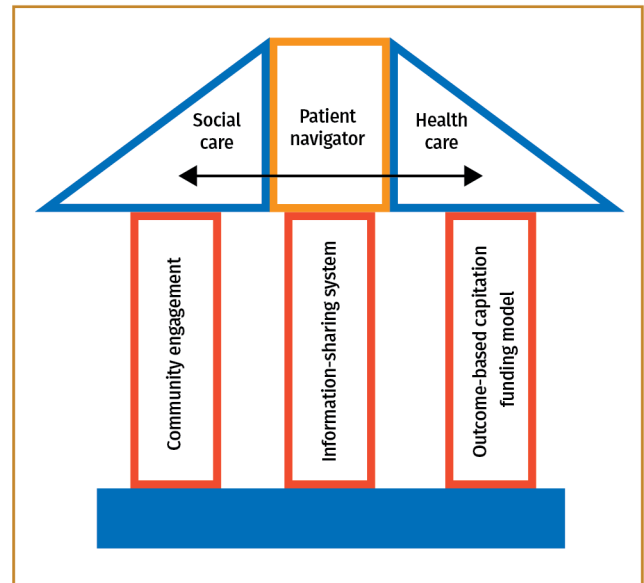 Social
care
Patient
navigator
Health
care
Community engagement
Information-sharing system
Outcome-based capitation
funding model